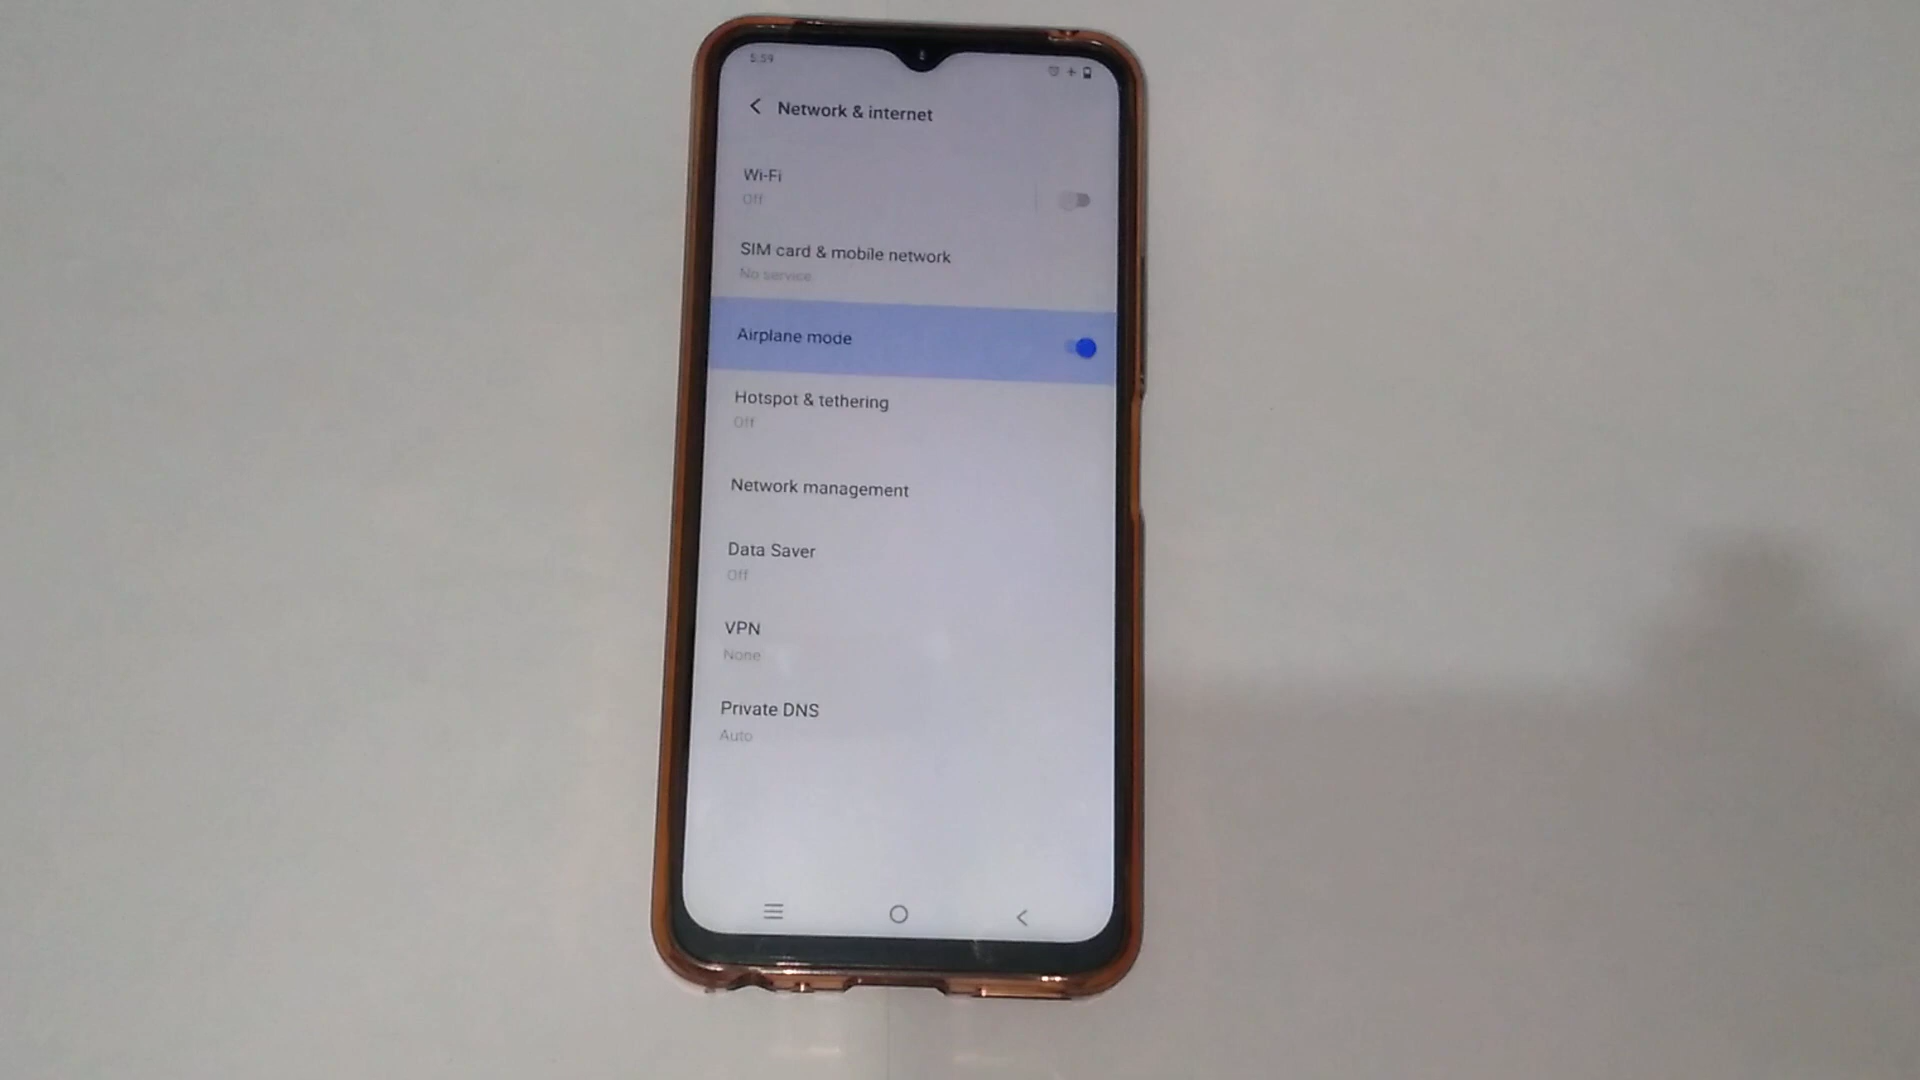 5:59
Network & internet
Wi-Fi
Off
SIM card & mobile network
No service
Airplane mode
Hotspot & tethering
Off
Network management
Data Saver
Off
VPN
None
Private DNS
Auto